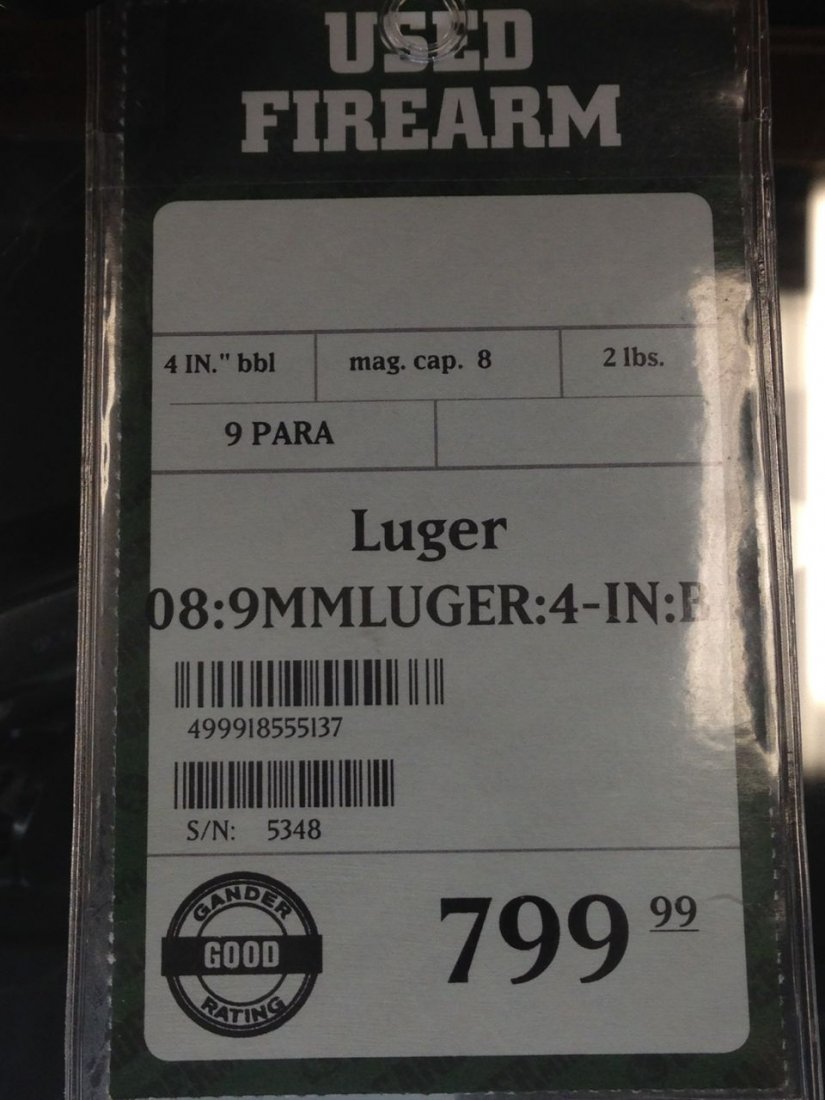 USED
FIREARM
4 IN." bbl mag. cap. 8 2 lbs.
9 PARA
Luger
08:9MMLUGER:4-IN:B
499918555137
S/N: 5348
GANDER
GOOD
RATING
799 99